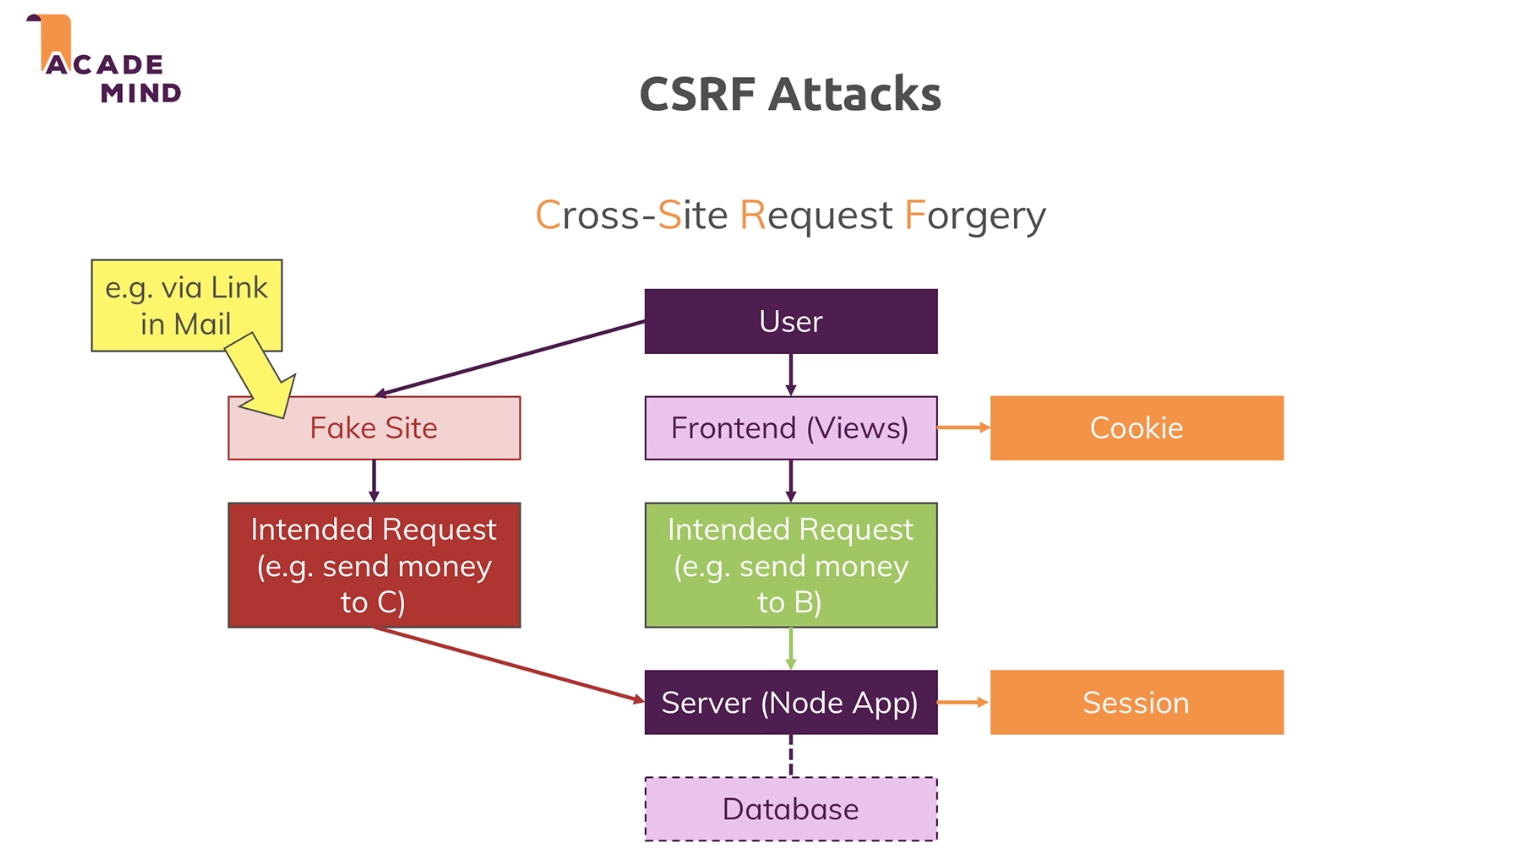 ACADE
MIND
CSRF Attacks
Cross-Site Request Forgery
e.g. via Link
in Mail
User
Fake Site
Frontend (Views)
Cookie
Intended Request
(e.g. send money
to C)
Intended Request
(e.g. send money
to B)
Server (Node App)
Session
Database